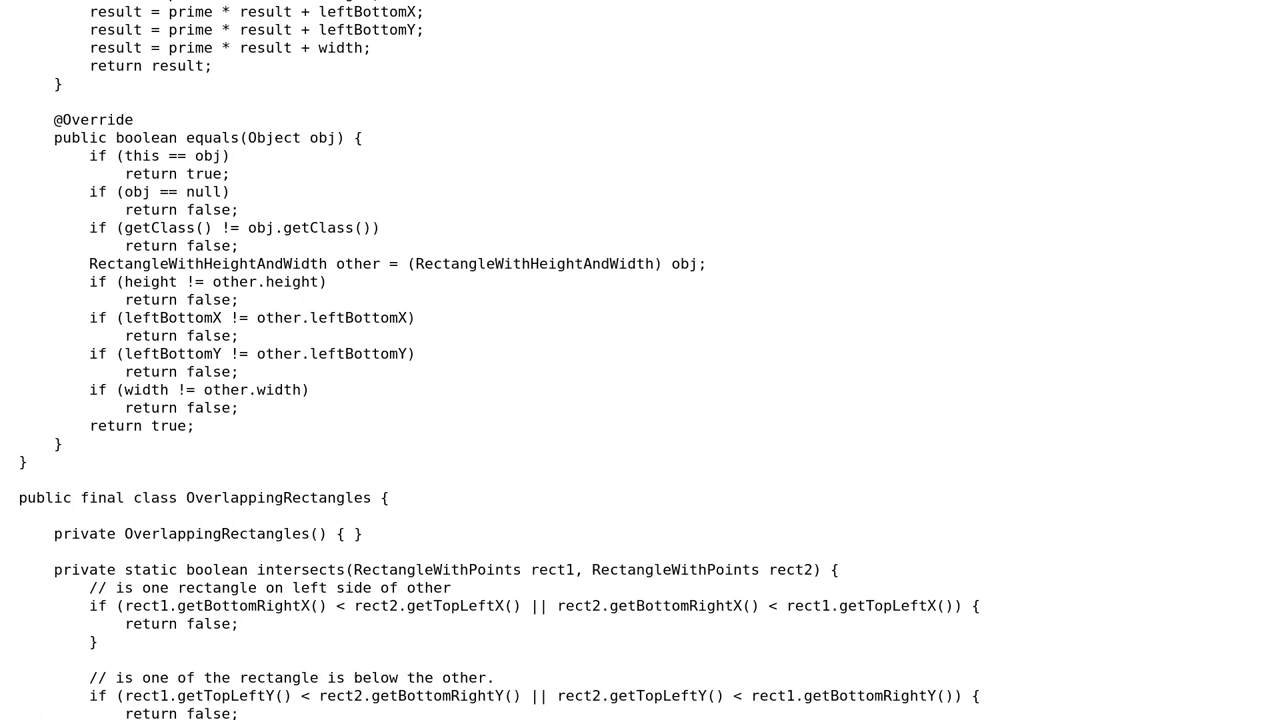 result = prime * result + leftBottomX;
result = prime * result + leftBottomY;
result = prime * result + width;
return result;
}
@Override
public boolean equals(Object obj) {
if (this == obj)
return true;
if (obj == null)
return false;
if (getClass() != obj.getClass())
return false;
RectangleWithHeightAndWidth other = (RectangleWithHeightAndWidth) obj;
if (height != other.height)
return false;
if (leftBottomX != other.leftBottomX)
return false;
if (leftBottomY != other.leftBottomY)
return false;
if (width != other.width)
return false;
return true;
}
}
public final class OverlappingRectangles {
private OverlappingRectangles() { }
private static boolean intersects(RectangleWithPoints rect1, RectangleWithPoints rect2) {
// is one rectangle on left side of other
if (rect1.getBottomRightX() < rect2.getTopLeftX() || rect2.getBottomRightX() < rect1.getTopLeftX()) {
return false;
}
// is one of the rectangle is below the other.
if (rect1.getTopLeftY() < rect2.getBottomRightY() || rect2.getTopLeftY() < rect1.getBottomRightY()) {
return false;